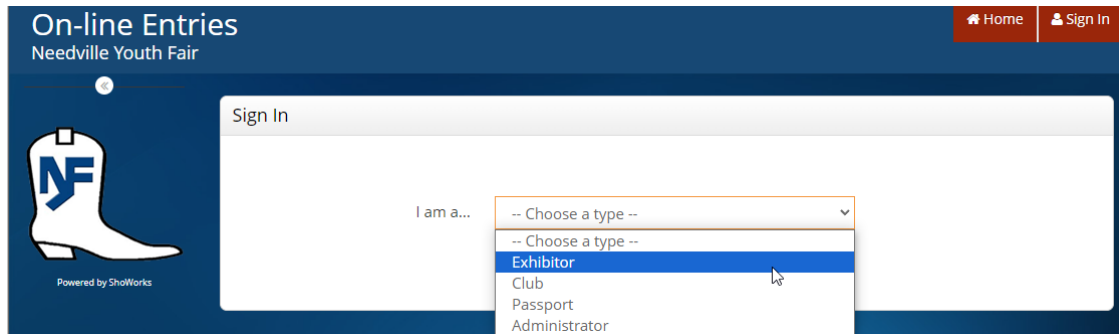 On-line Entries
Needville Youth Fair
Home
Sign In
Sign In
NYF
Powered by ShoWorks
I am a...
-- Choose a type --
-- Choose a type --
Exhibitor
Club
Passport
Administrator